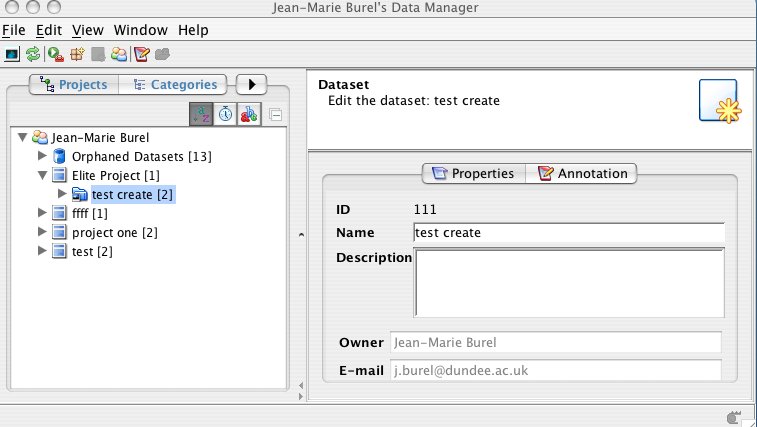 Jean-Marie Burel's Data Manager
File Edit View Window Help
Projects Categories
Jean-Marie Burel
Orphaned Datasets [13]
Elite Project [1]
test create [2]
ffff [1]
project one [2]
test [2]
Dataset
Edit the dataset: test create
Properties Annotation
ID 111
Name test create
Description
Owner Jean-Marie Burel
E-mail j.burel@dundee.ac.uk